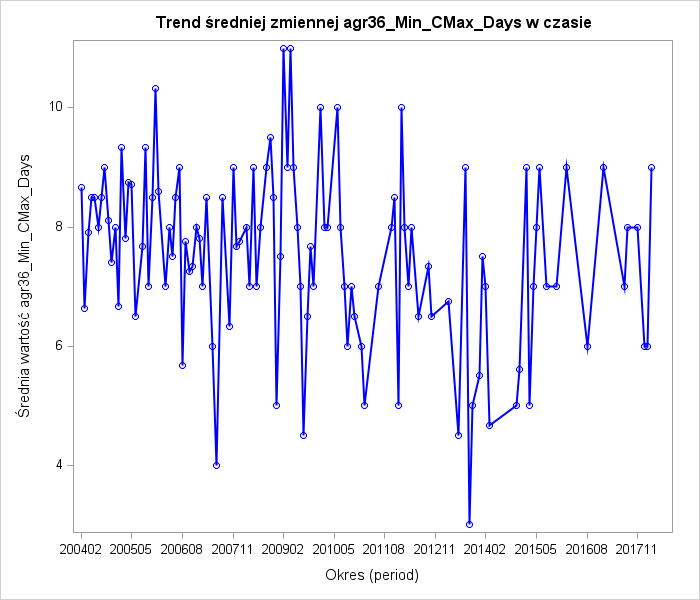 Trend średniej zmiennej agr36_Min_CMax_Days w czasie
Średnia wartość agr36_Min_CMax_Days
10
8
6
4
200402 200505 200608 200711 200902 201005 201108 201211 201402 201505 201608 201711
Okres (period)